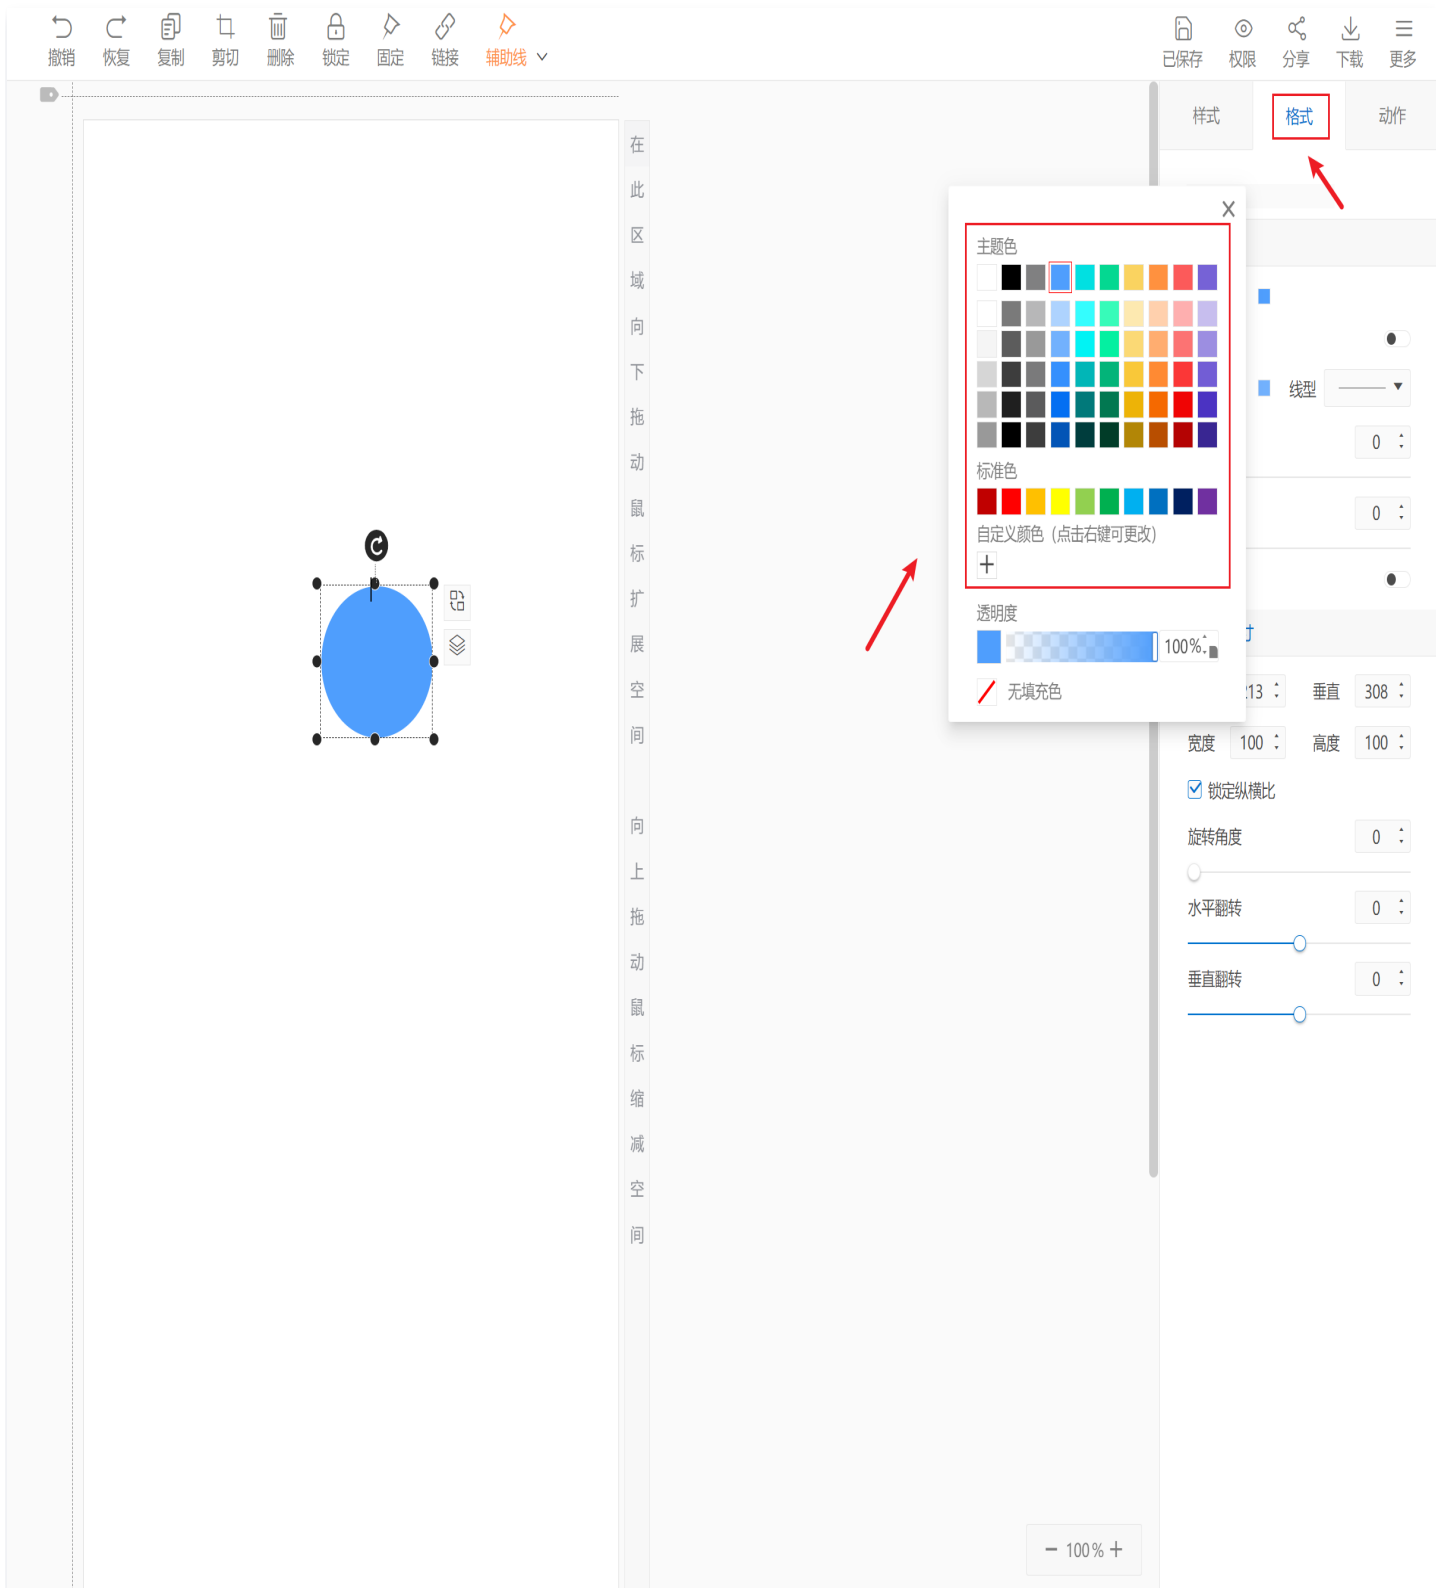 撤销 恢复 复制 剪切 删除 锁定 固定 链接 辅助线 已保存 权限 分享 下载 更多
样式 格式 动作
在
此
区
域
向
下
拖
动
鼠
标
扩
展
空
间
向
上
拖
动
鼠
标
缩
减
空
间
主题色
标准色
自定义颜色（点击右键可更改）
透明度
100%
无填充色
线型
0
0
寸
213 垂直 308
宽度 100 高度 100
锁定纵横比
旋转角度 0
水平翻转 0
垂直翻转 0
100%